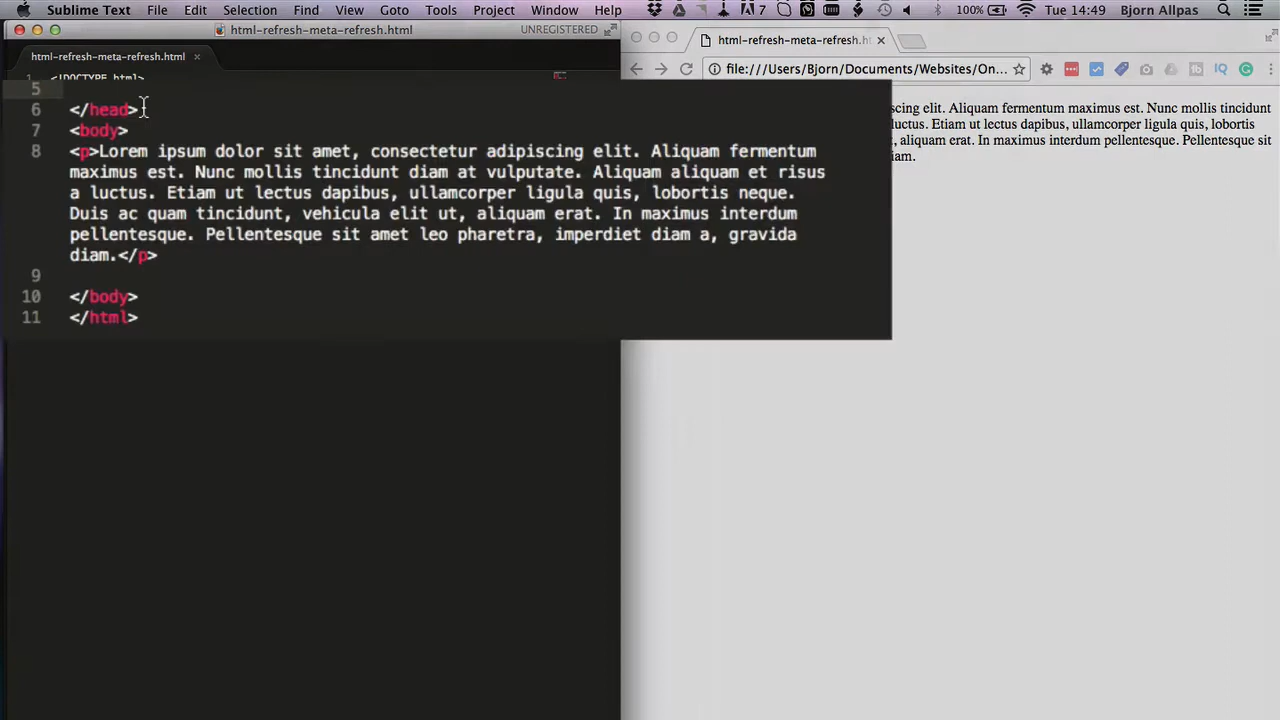 Sublime Text File Edit Selection Find View Goto Tools Project Window Help 7 100% Tue 14:49 Bjorn Allpas
html-refresh-meta-refresh.html UNREGISTERED
html-refresh-meta-refresh.html ×
html-refresh-meta-refresh.h ×
file:///Users/Bjorn/Documents/Websites/On...
1 <!DOCTYPE html>
5
6 </head>
7 <body>
8 <p>Lorem ipsum dolor sit amet, consectetur adipiscing elit. Aliquam fermentum
maximus est. Nunc mollis tincidunt diam at vulputate. Aliquam aliquam et risus
a luctus. Etiam ut lectus dapibus, ullamcorper ligula quis, lobortis neque.
Duis ac quam tincidunt, vehicula elit ut, aliquam erat. In maximus interdum
pellentesque. Pellentesque sit amet leo pharetra, imperdiet diam a, gravida
diam.</p>
9
10 </body>
11 </html>
scing elit. Aliquam fermentum maximus est. Nunc mollis tincidunt
luctus. Etiam ut lectus dapibus, ullamcorper ligula quis, lobortis
, aliquam erat. In maximus interdum pellentesque. Pellentesque sit
iam.